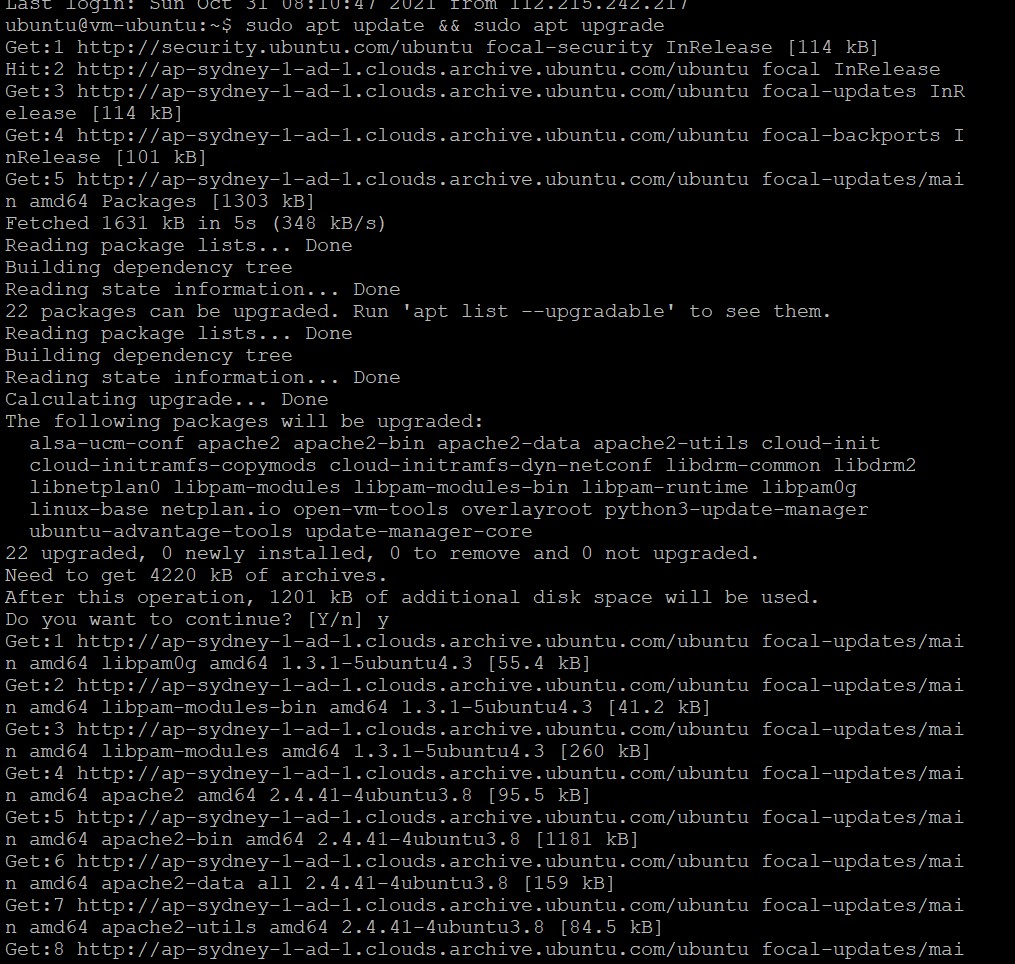 Last login: Sun Oct 31 08:10:47 2021 from 112.215.242.217
ubuntu@vm-ubuntu:~$ sudo apt update && sudo apt upgrade
Get:1 http://security.ubuntu.com/ubuntu focal-security InRelease [114 kB]
Hit:2 http://ap-sydney-1-ad-1.clouds.archive.ubuntu.com/ubuntu focal InRelease
Get:3 http://ap-sydney-1-ad-1.clouds.archive.ubuntu.com/ubuntu focal-updates InR
elease [114 kB]
Get:4 http://ap-sydney-1-ad-1.clouds.archive.ubuntu.com/ubuntu focal-backports I
nRelease [101 kB]
Get:5 http://ap-sydney-1-ad-1.clouds.archive.ubuntu.com/ubuntu focal-updates/mai
n amd64 Packages [1303 kB]
Fetched 1631 kB in 5s (348 kB/s)
Reading package lists... Done
Building dependency tree
Reading state information... Done
22 packages can be upgraded. Run 'apt list --upgradable' to see them.
Reading package lists... Done
Building dependency tree
Reading state information... Done
Calculating upgrade... Done
The following packages will be upgraded:
  alsa-ucm-conf apache2 apache2-bin apache2-data apache2-utils cloud-init
  cloud-initramfs-copymods cloud-initramfs-dyn-netconf libdrm-common libdrm2
  libnetplan0 libpam-modules libpam-modules-bin libpam-runtime libpam0g
  linux-base netplan.io open-vm-tools overlayroot python3-update-manager
  ubuntu-advantage-tools update-manager-core
22 upgraded, 0 newly installed, 0 to remove and 0 not upgraded.
Need to get 4220 kB of archives.
After this operation, 1201 kB of additional disk space will be used.
Do you want to continue? [Y/n] y
Get:1 http://ap-sydney-1-ad-1.clouds.archive.ubuntu.com/ubuntu focal-updates/mai
n amd64 libpam0g amd64 1.3.1-5ubuntu4.3 [55.4 kB]
Get:2 http://ap-sydney-1-ad-1.clouds.archive.ubuntu.com/ubuntu focal-updates/mai
n amd64 libpam-modules-bin amd64 1.3.1-5ubuntu4.3 [41.2 kB]
Get:3 http://ap-sydney-1-ad-1.clouds.archive.ubuntu.com/ubuntu focal-updates/mai
n amd64 libpam-modules amd64 1.3.1-5ubuntu4.3 [260 kB]
Get:4 http://ap-sydney-1-ad-1.clouds.archive.ubuntu.com/ubuntu focal-updates/mai
n amd64 apache2 amd64 2.4.41-4ubuntu3.8 [95.5 kB]
Get:5 http://ap-sydney-1-ad-1.clouds.archive.ubuntu.com/ubuntu focal-updates/mai
n amd64 apache2-bin amd64 2.4.41-4ubuntu3.8 [1181 kB]
Get:6 http://ap-sydney-1-ad-1.clouds.archive.ubuntu.com/ubuntu focal-updates/mai
n amd64 apache2-data all 2.4.41-4ubuntu3.8 [159 kB]
Get:7 http://ap-sydney-1-ad-1.clouds.archive.ubuntu.com/ubuntu focal-updates/mai
n amd64 apache2-utils amd64 2.4.41-4ubuntu3.8 [84.5 kB]
Get:8 http://ap-sydney-1-ad-1.clouds.archive.ubuntu.com/ubuntu focal-updates/mai